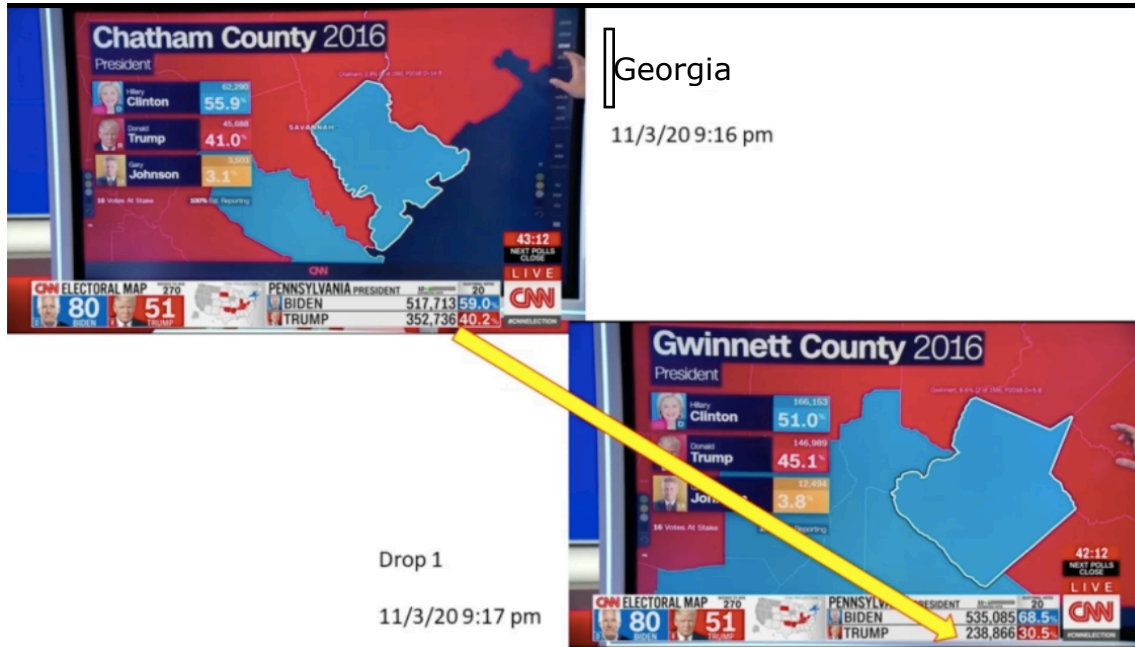 Chatham County 2016
President
Hillary
Clinton
62,290
55.9%
Donald
Trump
45,688
41.0%
Gary
Johnson
3,503
3.1%
16 Votes At Stake
100% Est. Reporting
SAVANNAH
43:12
NEXT POLLS
CLOSE
LIVE
CNN
CNN ELECTORAL MAP 270
80 BIDEN
51 TRUMP
PENNSYLVANIA PRESIDENT 20
BIDEN 517,713 59.0%
TRUMP 352,736 40.2%
CNN
#CNNELECTION
Georgia
11/3/20 9:16 pm
Gwinnett County 2016
President
Hillary
Clinton
166,153
51.0%
Donald
Trump
146,989
45.1%
12,494
3.8%
16 Votes At Stake
Reporting
42:12
NEXT POLLS
CLOSE
LIVE
CNN ELECTORAL MAP 270
80 BIDEN
51 TRUMP
PENNSYLV PRESIDENT 20
BIDEN 535,085 68.5%
TRUMP 238,866 30.5%
CNN
#CNNELECTION
Drop 1
11/3/20 9:17 pm